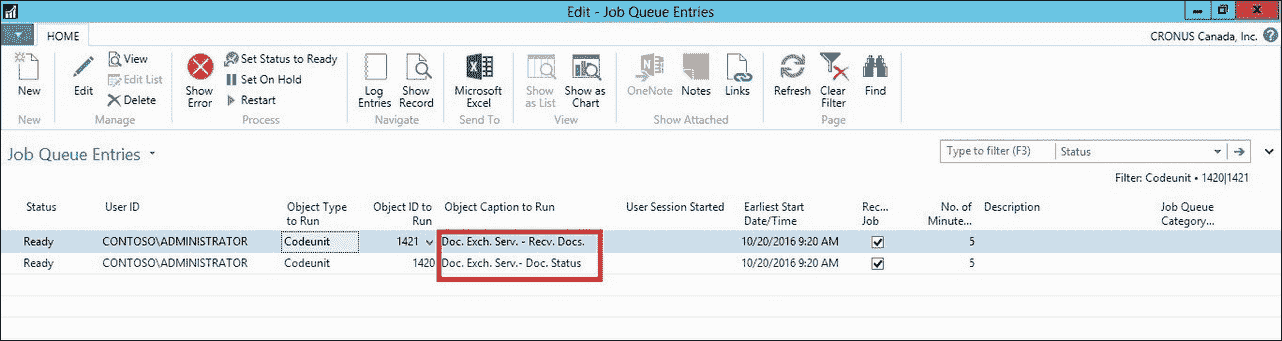 Edit - Job Queue Entries
HOME
CRONUS Canada, Inc.
New
Edit
View
Edit List
Delete
Show Error
Set Status to Ready
Set On Hold
Restart
Log Entries
Show Record
Microsoft Excel
Show as List
Show as Chart
OneNote
Notes
Links
Refresh
Clear Filter
Find
New
Manage
Process
Navigate
Send To
View
Show Attached
Page
Job Queue Entries
Type to filter (F3)
Status
Filter: Codeunit • 1420|1421
Status User ID Object Type to Run Object ID to Run Object Caption to Run User Session Started Earliest Start Date/Time Rec... Job No. of Minute... Description Job Queue Category...
Ready CONTOSO\ADMINISTRATOR Codeunit 1421 Doc. Exch. Serv. - Recv. Docs. 10/20/2016 9:20 AM 5
Ready CONTOSO\ADMINISTRATOR Codeunit 1420 Doc. Exch. Serv.- Doc. Status 10/20/2016 9:20 AM 5